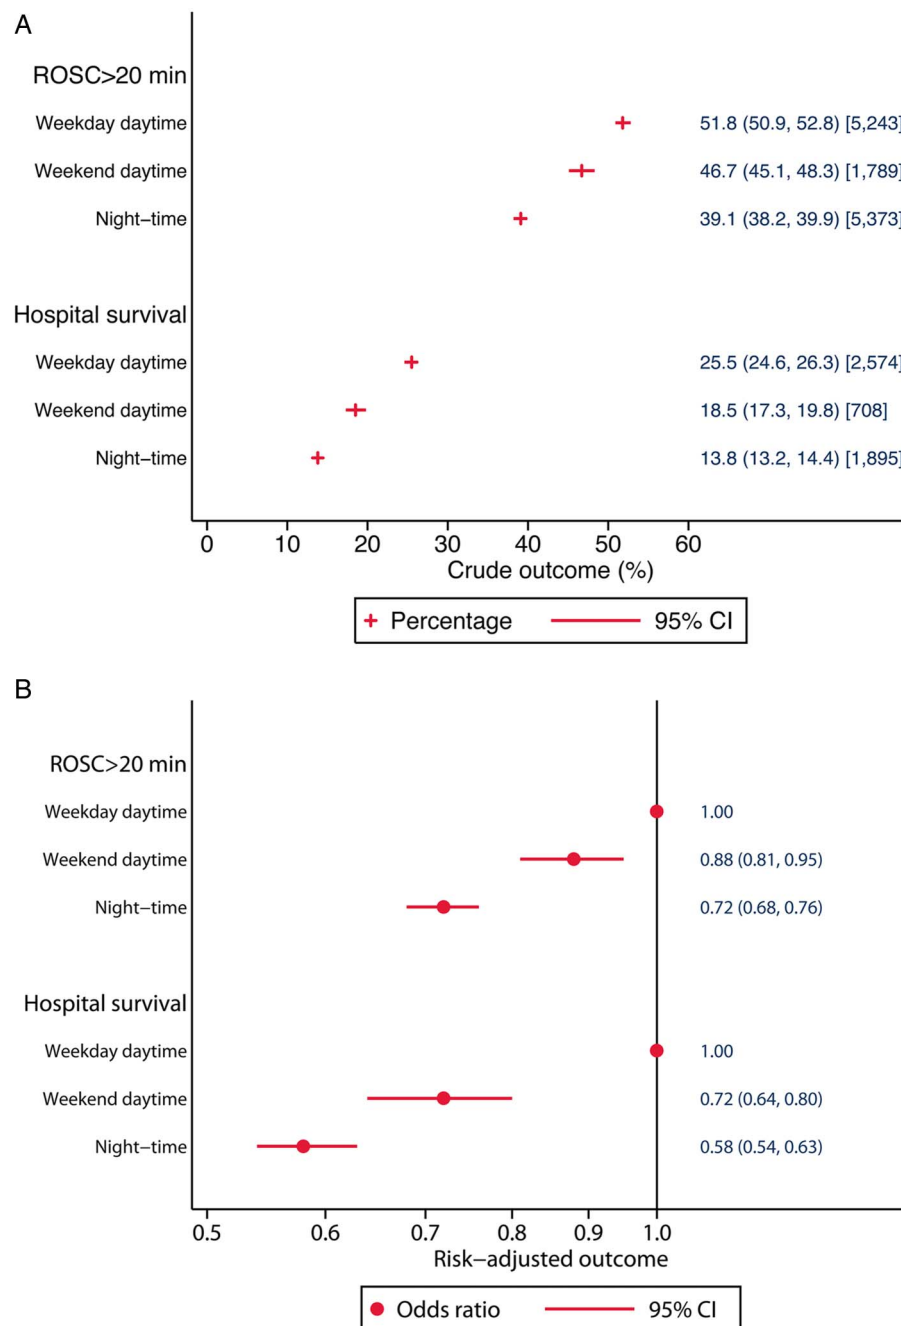 A
ROSC>20 min
Weekday daytime 51.8 (50.9, 52.8) [5,243]
Weekend daytime 46.7 (45.1, 48.3) [1,789]
Night−time 39.1 (38.2, 39.9) [5,373]
Hospital survival
Weekday daytime 25.5 (24.6, 26.3) [2,574]
Weekend daytime 18.5 (17.3, 19.8) [708]
Night−time 13.8 (13.2, 14.4) [1,895]
0 10 20 30 40 50 60
Crude outcome (%)
Percentage 95% CI
B
ROSC>20 min
Weekday daytime 1.00
Weekend daytime 0.88 (0.81, 0.95)
Night−time 0.72 (0.68, 0.76)
Hospital survival
Weekday daytime 1.00
Weekend daytime 0.72 (0.64, 0.80)
Night−time 0.58 (0.54, 0.63)
0.5 0.6 0.7 0.8 0.9 1.0
Risk−adjusted outcome
Odds ratio 95% CI